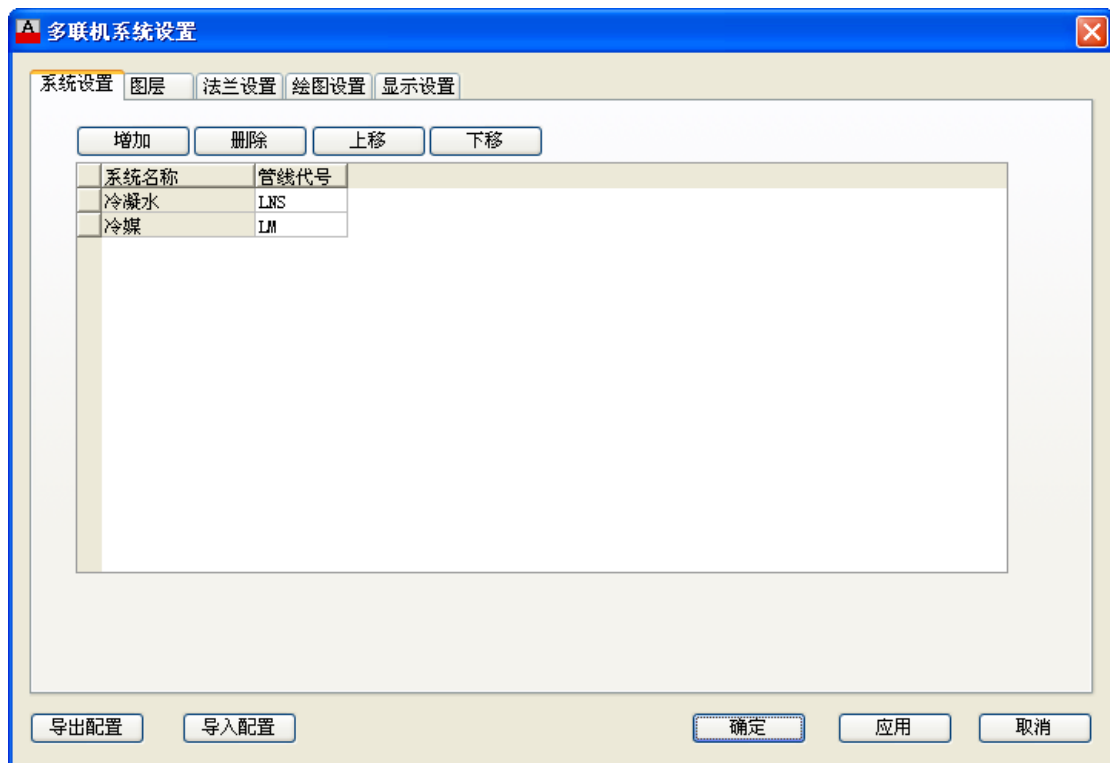 多联机系统设置
系统设置 图层 法兰设置 绘图设置 显示设置
增加 删除 上移 下移
系统名称 管线代号
冷凝水 LNS
冷媒 LM
导出配置 导入配置 确定 应用 取消